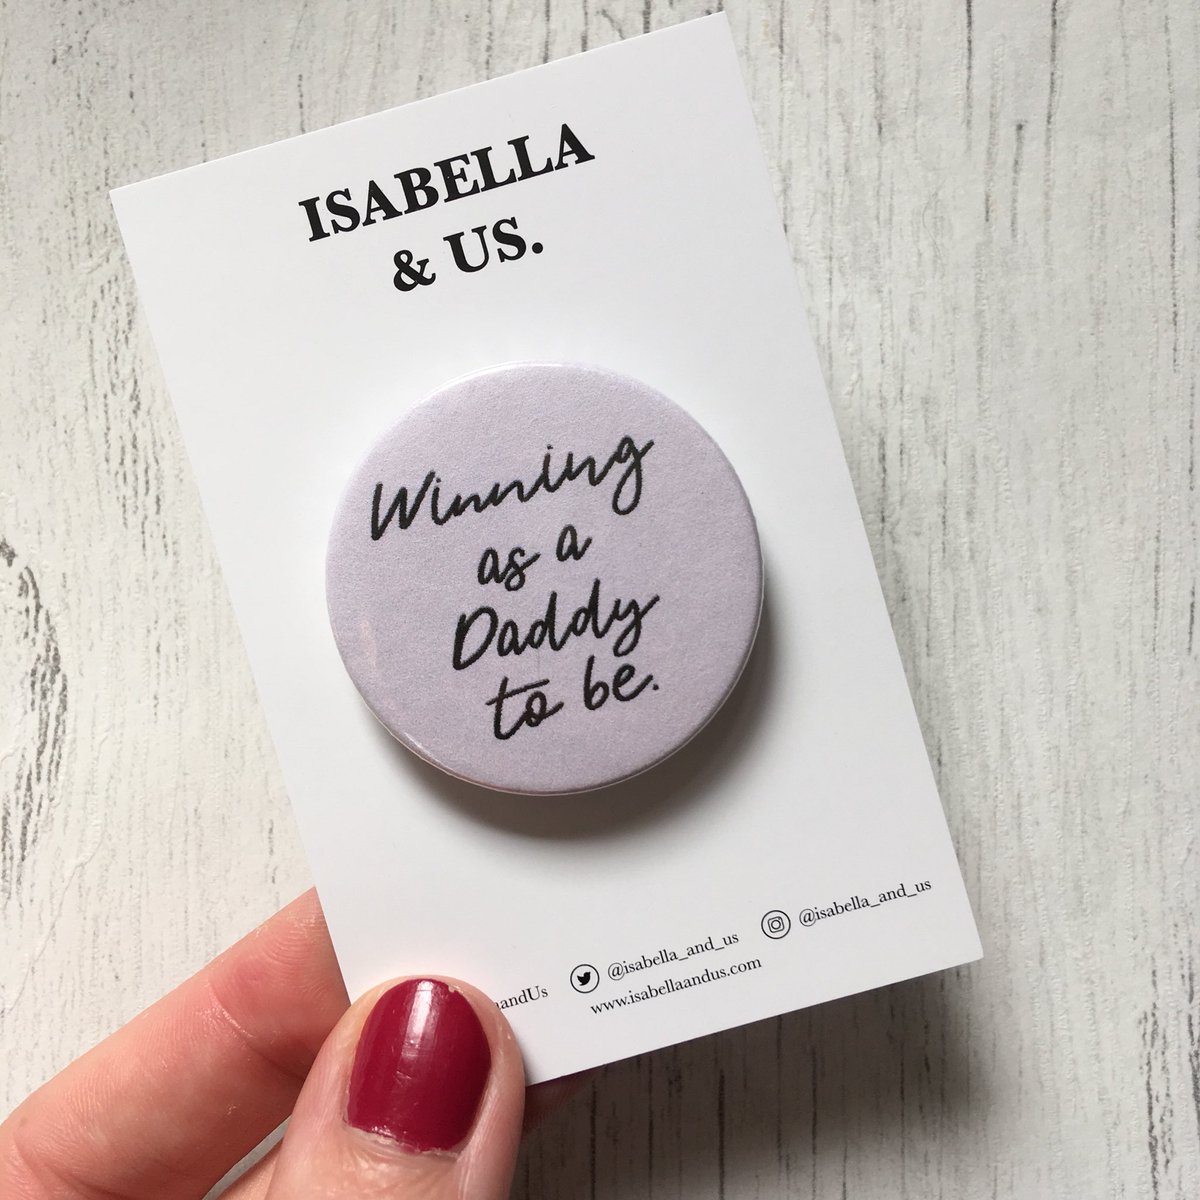 ISABELLA
& US.
Winning
as a
Daddy
to be.
@isabella_and_us
@isabella_and_us
www.isabellaandus.com